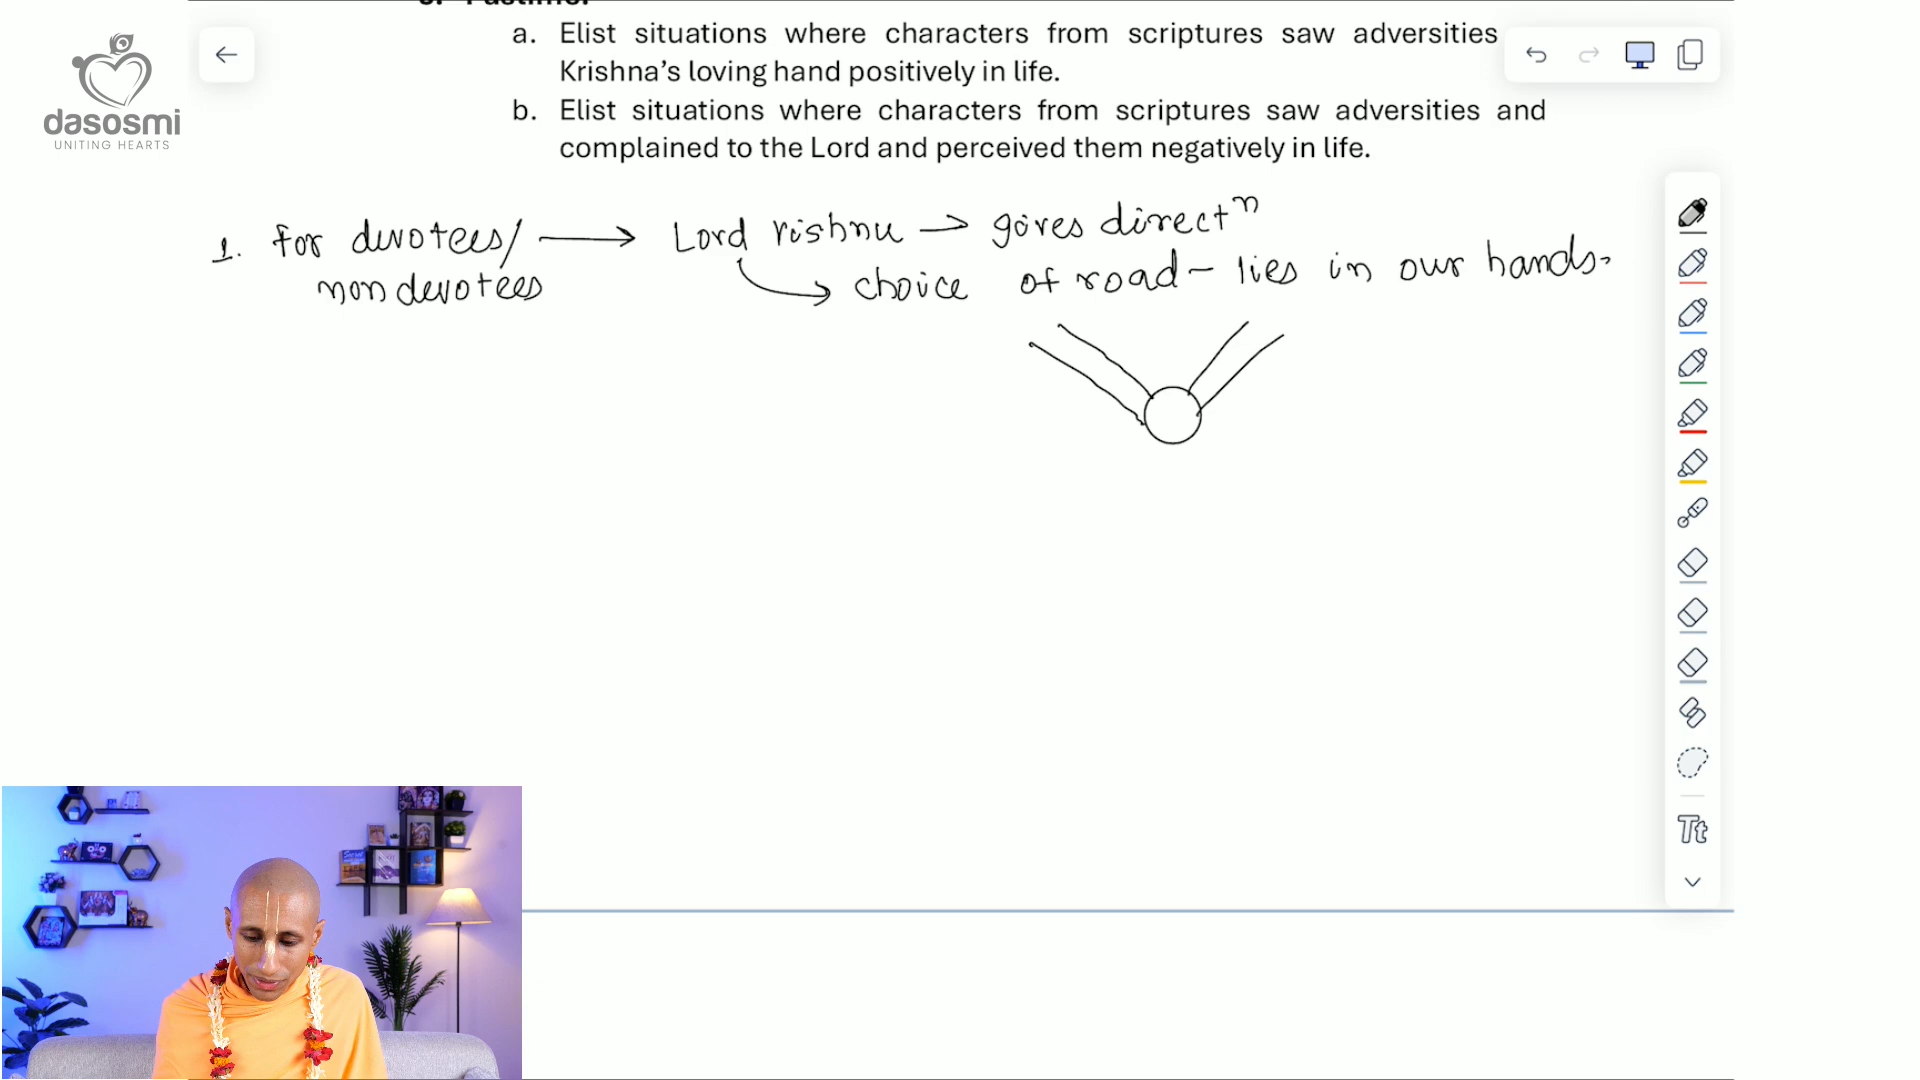 dasosmi
UNITING HEARTS
a. Elist situations where characters from scriptures saw adversities
Krishna's loving hand positively in life.
b. Elist situations where characters from scriptures saw adversities and
complained to the Lord and perceived them negatively in life.
1. for devotees/ → Lord vishnu → gives directn
non devotees
choice of road - lies in our hands.
Tt